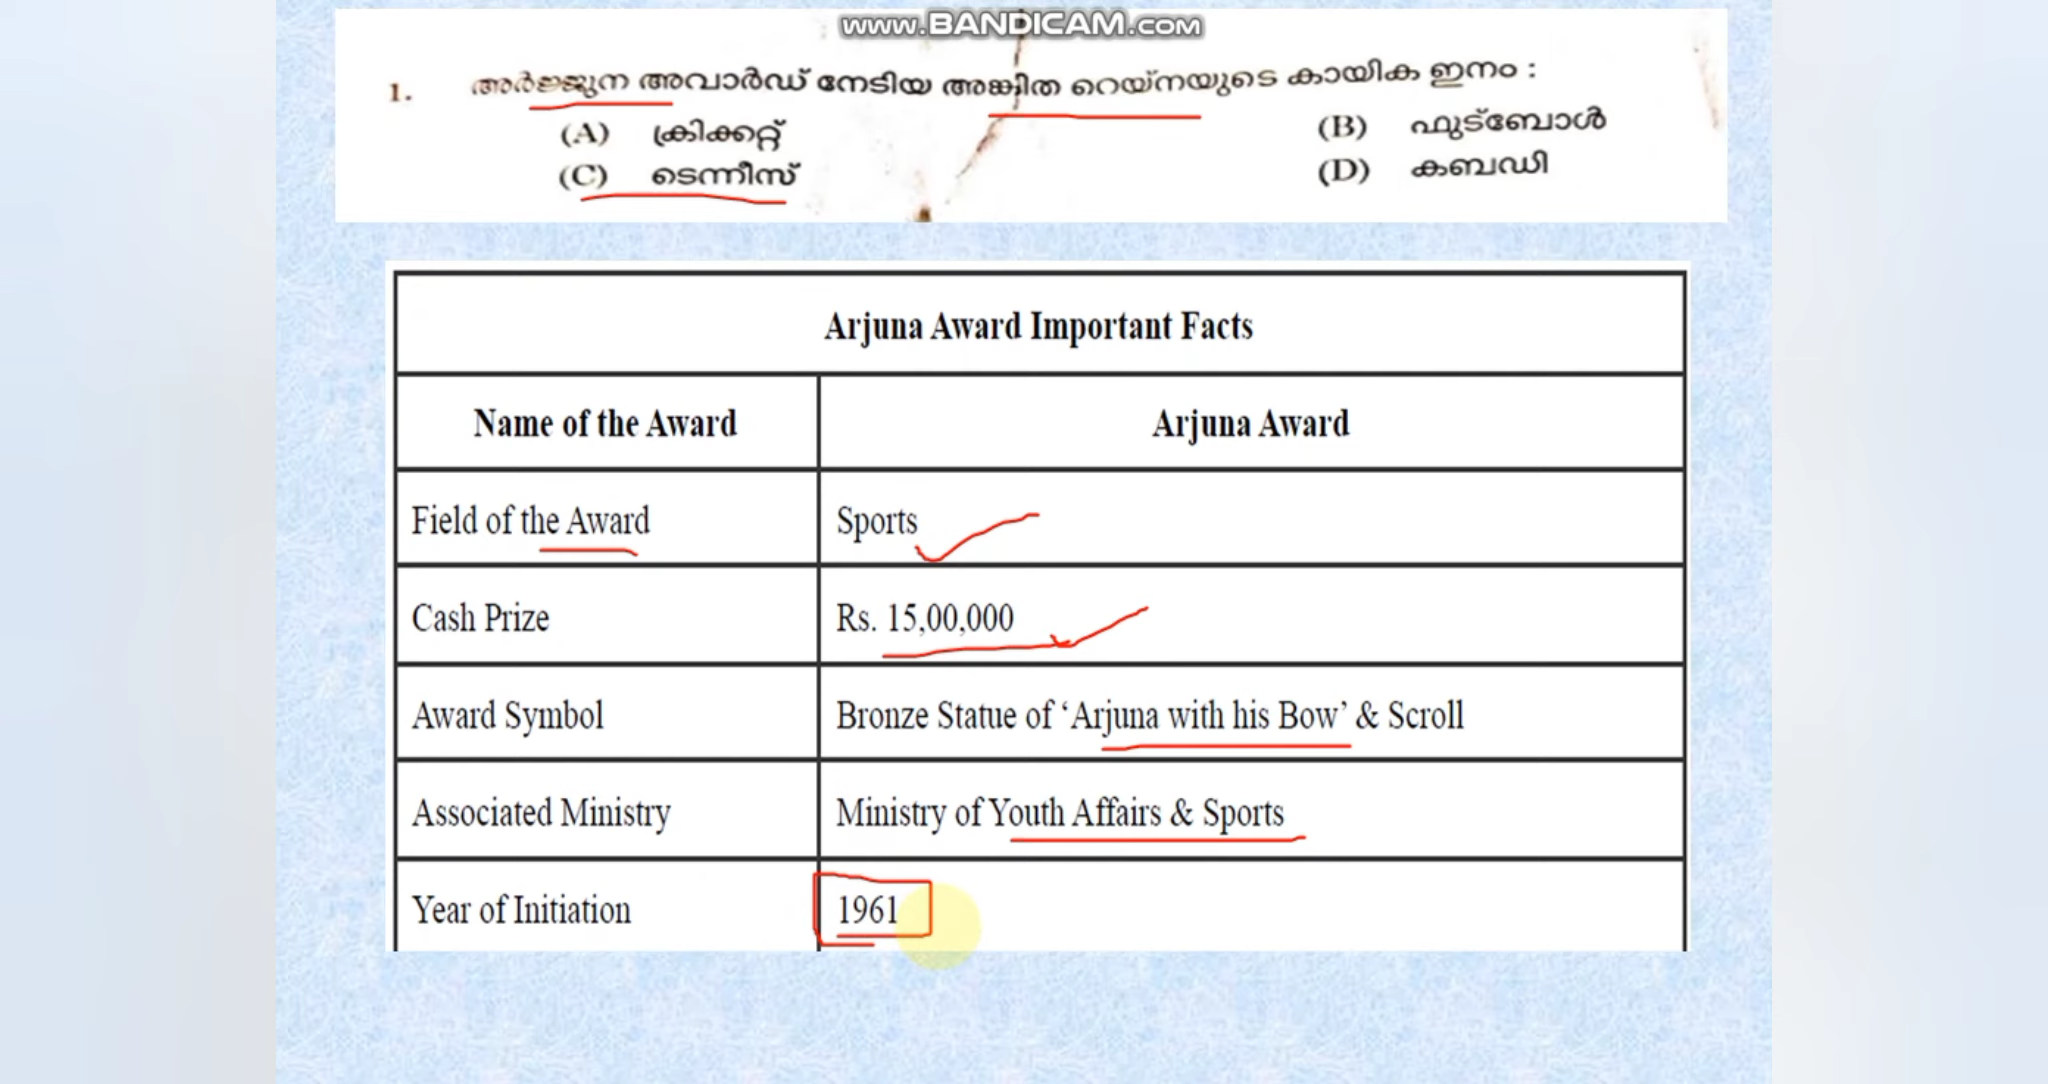 www.BANDICAM.com
1. അർജ്ജുന അവാർഡ് നേടിയ അങ്കിത റെയ്നയുടെ കായിക ഇനം :
(A) ക്രിക്കറ്റ് (B) ഫുട്ബോൾ
(C) ടെന്നീസ് (D) കബഡി
Arjuna Award Important Facts
Name of the Award Arjuna Award
Field of the Award Sports
Cash Prize Rs. 15,00,000
Award Symbol Bronze Statue of ‘Arjuna with his Bow’ & Scroll
Associated Ministry Ministry of Youth Affairs & Sports
Year of Initiation 1961